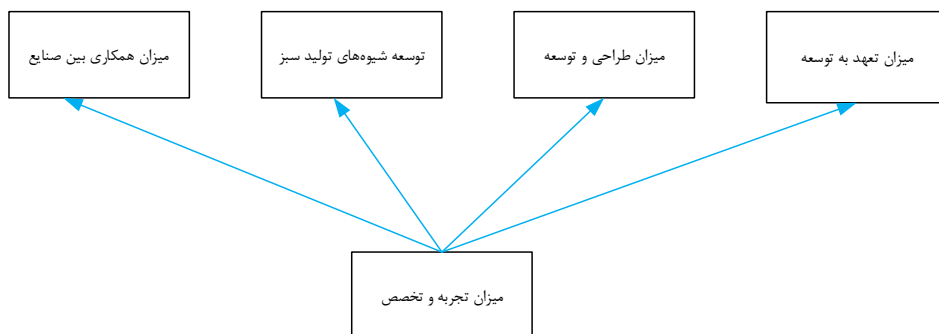 میزان تعهد به توسعه
میزان طراحی و توسعه
توسعه شیوه‌های تولید سبز
میزان همکاری بین صنایع
میزان تجربه و تخصص